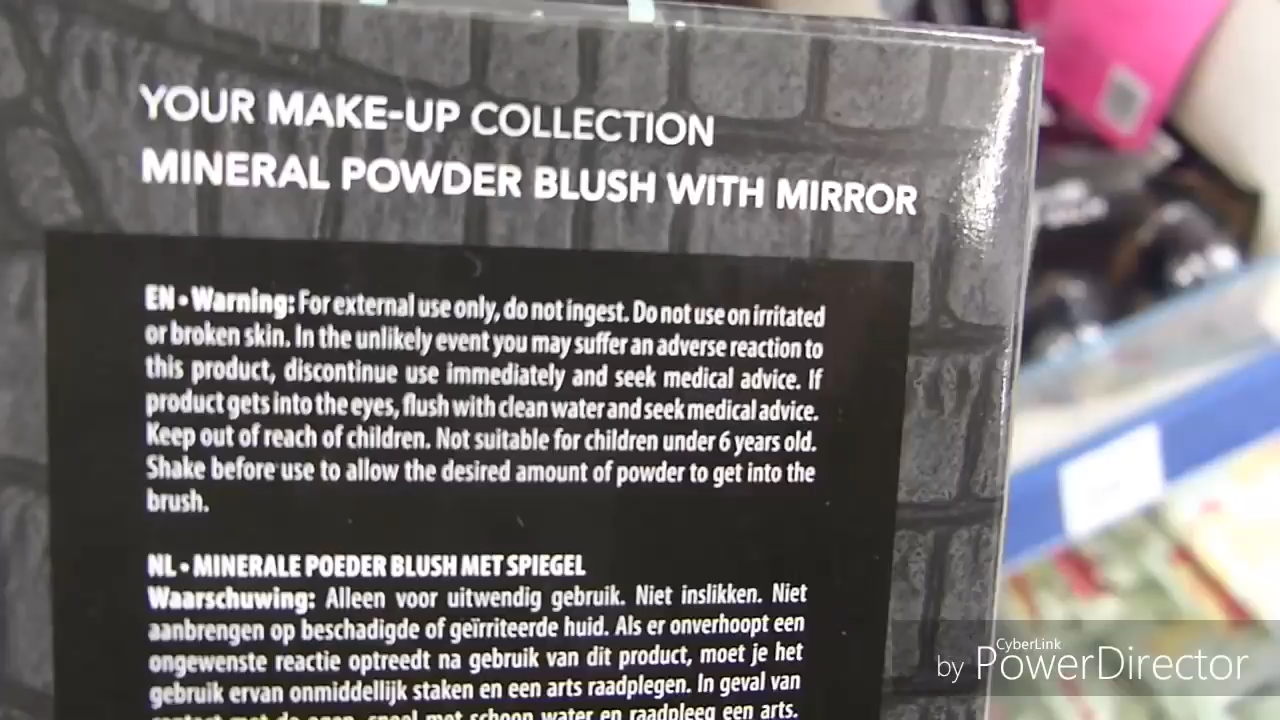 YOUR MAKE-UP COLLECTION
MINERAL POWDER BLUSH WITH MIRROR
EN • Warning: For external use only, do not ingest. Do not use on irritated
or broken skin. In the unlikely event you may suffer an adverse reaction to
this product, discontinue use immediately and seek medical advice. If
product gets into the eyes, flush with clean water and seek medical advice.
Keep out of reach of children. Not suitable for children under 6 years old.
Shake before use to allow the desired amount of powder to get into the
brush.
NL • MINERALE POEDER BLUSH MET SPIEGEL
Waarschuwing: Alleen voor uitwendig gebruik. Niet inslikken. Niet
aanbrengen op beschadigde of geïrriteerde huid. Als er onverhoopt een
ongewenste reactie optreedt na gebruik van dit product, moet je het
gebruik ervan onmiddellijk staken en een arts raadplegen. In geval van
contact met de ogen, spoel met schoon water en raadpleeg een arts.
CyberLink
by PowerDirector